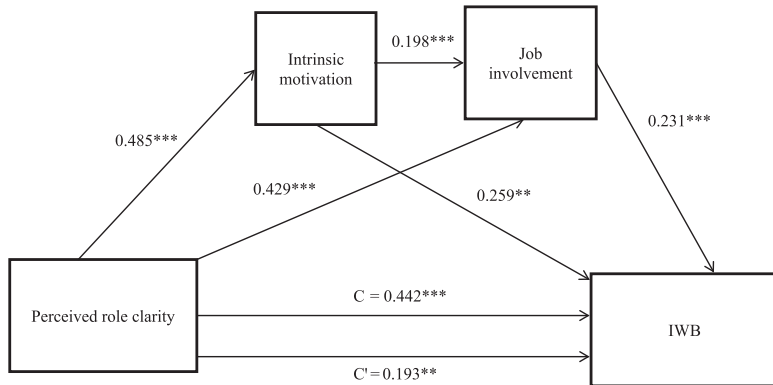 Intrinsic
motivation
0.198***
Job
involvement
0.485***
0.231***
0.429***
0.259**
Perceived role clarity
C = 0.442***
IWB
C' = 0.193**